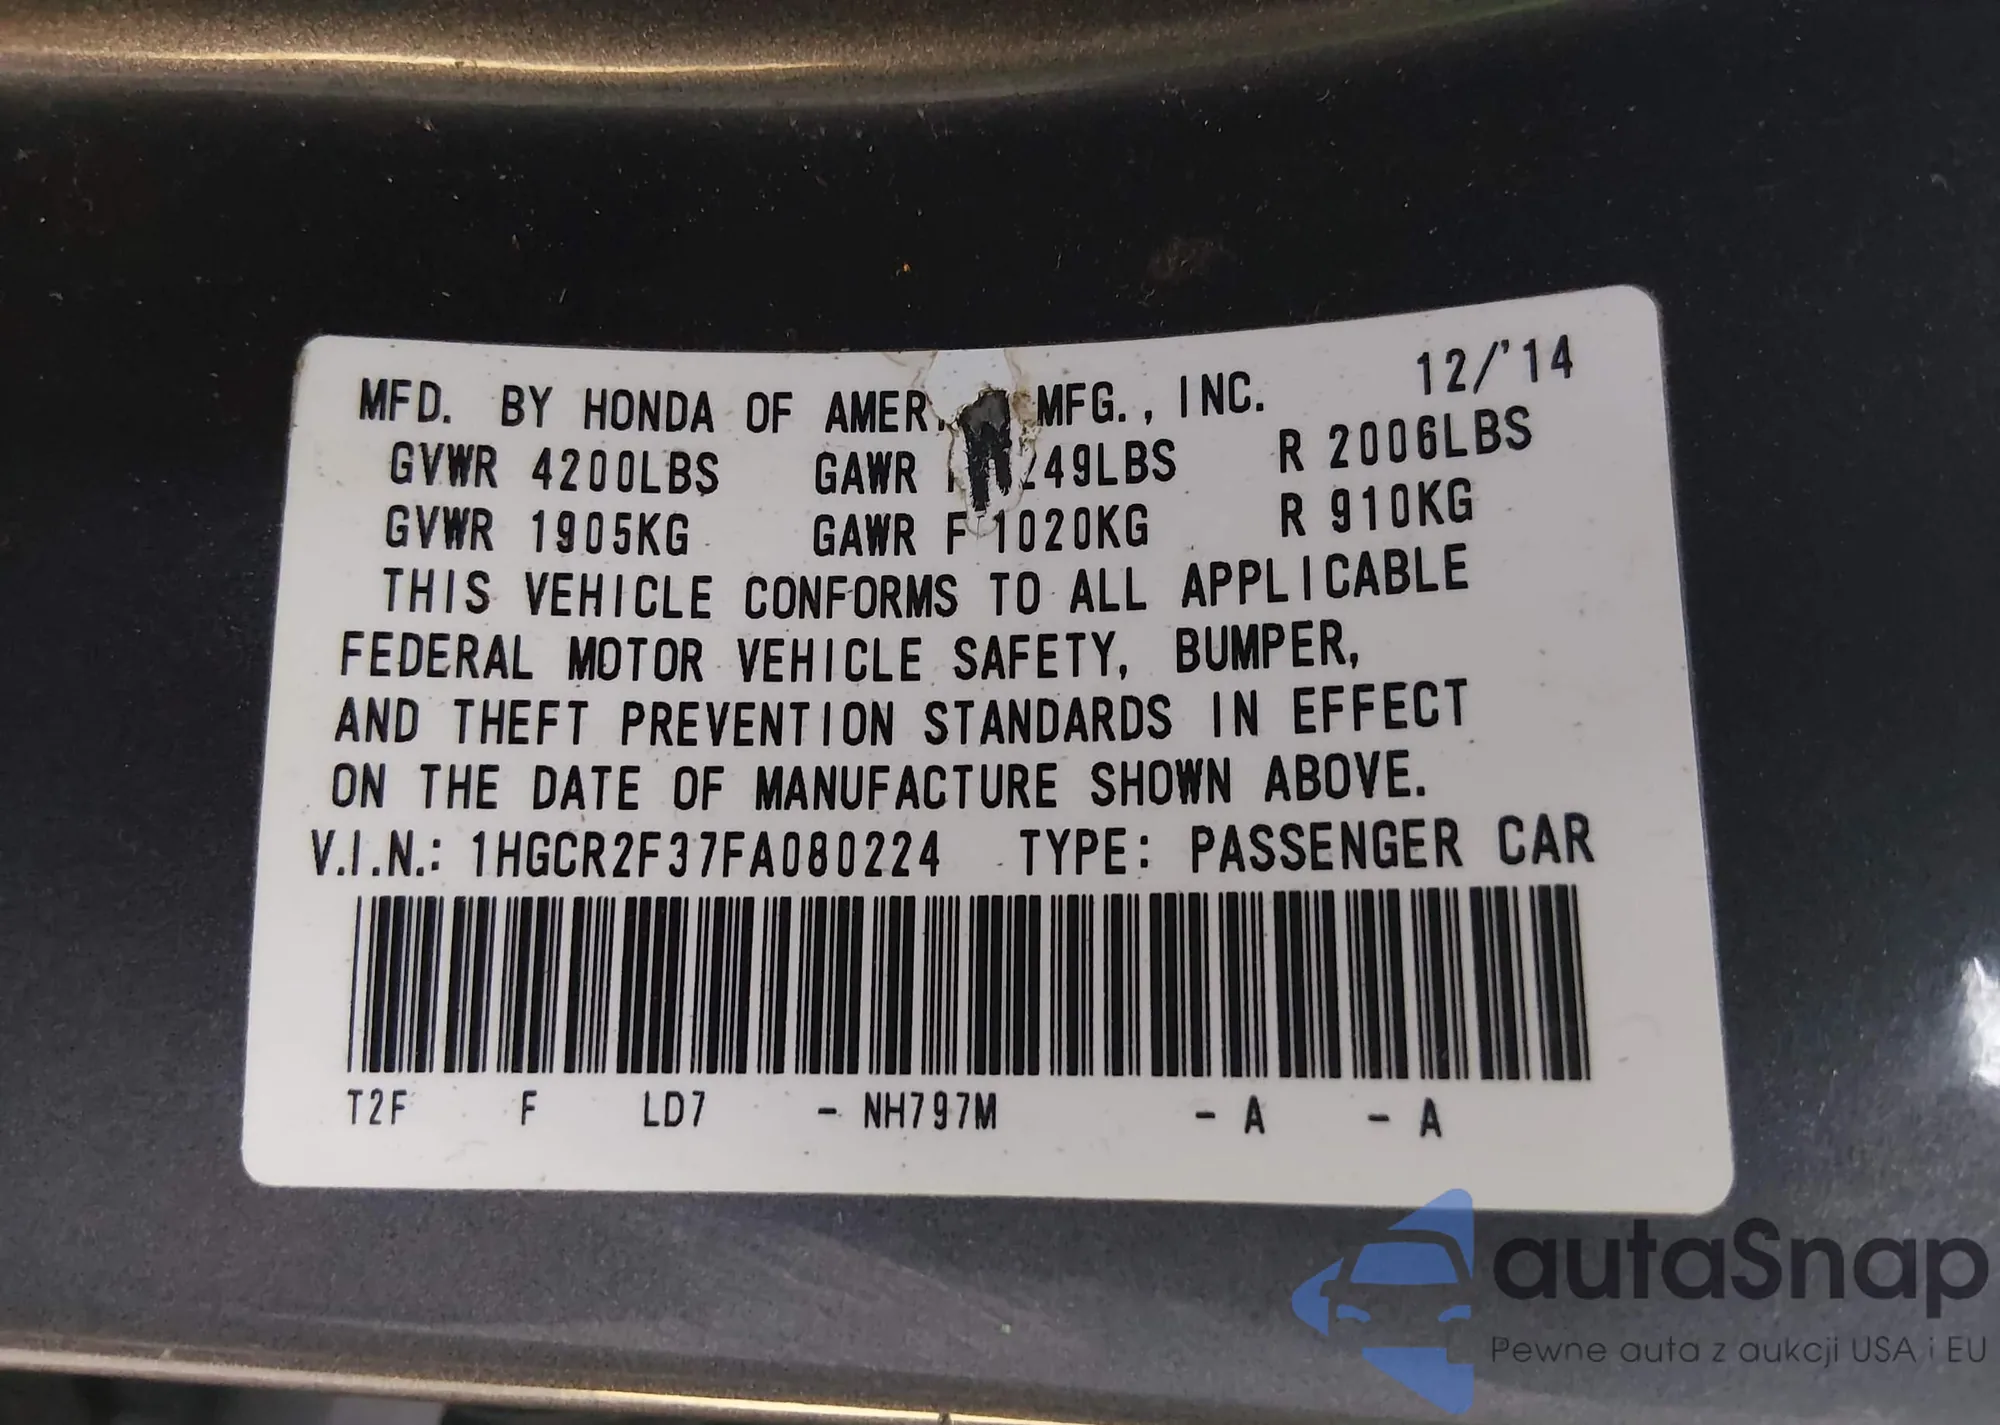 MFD. BY HONDA OF MFG., INC. 12/'14
GVWR 4200LBS GAWR R 2006LBS
GVWR 1905KG GAWR F 1020KG R 910KG
THIS VEHICLE CONFORMS TO ALL APPLICABLE
FEDERAL MOTOR VEHICLE SAFETY, BUMPER,
AND THEFT PREVENTION STANDARDS IN EFFECT
ON THE DATE OF MANUFACTURE SHOWN ABOVE.
V.I.N.: 1HGCR2F37FA080224 TYPE: PASSENGER CAR
T2F F LD7 - NH797M - A - A
autaSnap
Pewne auta z aukcji USA i EU